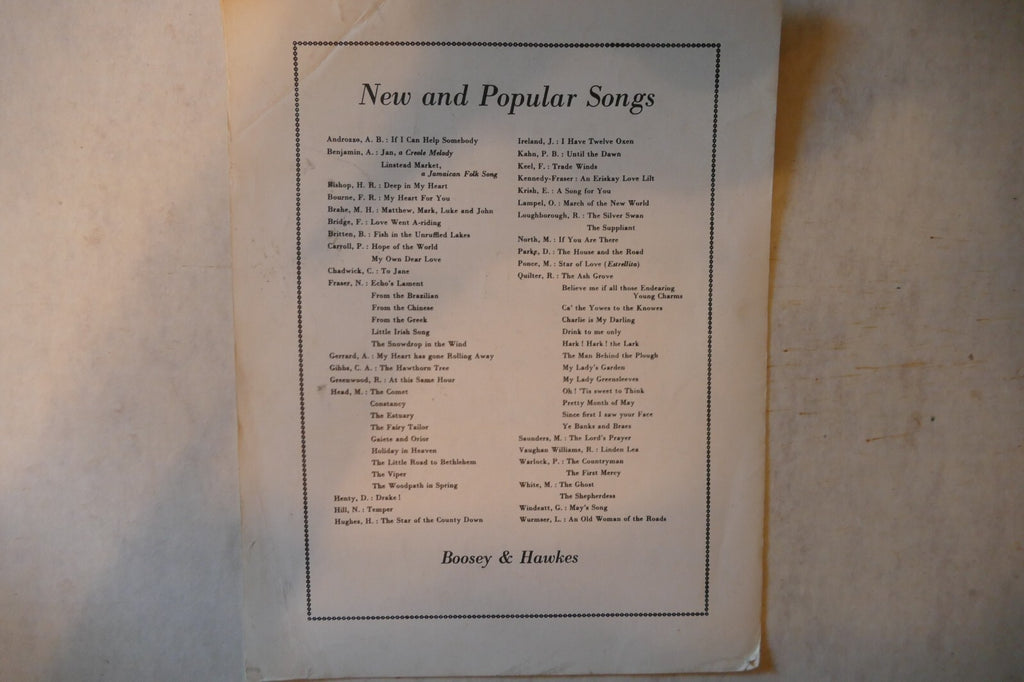 New and Popular Songs
Androzzo, A. B. : If I Can Help Somebody
Benjamin, A. : Jan, a Creole Melody
Linstead Market,
a Jamaican Folk Song
Bishop, H. R. : Deep in My Heart
Bourne, F. R. : My Heart For You
Brahe, M. H. : Matthew, Mark, Luke and John
Bridge, F. : Love Went A-riding
Britten, B. : Fish in the Unruffled Lakes
Carroll, P. : Hope of the World
My Own Dear Love
Chadwick, C. : To Jane
Fraser, N. : Echo's Lament
From the Brazilian
From the Chinese
From the Greek
Little Irish Song
The Snowdrop in the Wind
Gerrard, A. : My Heart has gone Rolling Away
Gibbs, C. A. : The Hawthorn Tree
Greenwood, R. : At this Same Hour
Head, M. : The Comet
Constancy
The Estuary
The Fairy Tailor
Gaiete and Orior
Holiday in Heaven
The Little Road to Bethlehem
The Viper
The Woodpath in Spring
Henty, D. : Drake !
Hill, N. : Temper
Hughes, H. : The Star of the County Down
Ireland, J. : I Have Twelve Oxen
Kahn, P. B. : Until the Dawn
Keel, F. : Trade Winds
Kennedy-Fraser : An Eriskay Love Lilt
Krish, E. : A Song for You
Lampel, O. : March of the New World
Loughborough, R. : The Silver Swan
The Suppliant
North, M. : If You Are There
Parke, D. : The House and the Road
Ponce, M. : Star of Love (Estrellita)
Quilter, R. : The Ash Grove
Believe me if all those Endearing
Young Charms
Ca' the Yowes to the Knowes
Charlie is My Darling
Drink to me only
Hark ! Hark ! the Lark
The Man Behind the Plough
My Lady's Garden
My Lady Greensleeves
Oh ! 'Tis sweet to Think
Pretty Month of May
Since first I saw your Face
Ye Banks and Braes
Saunders, M. : The Lord's Prayer
Vaughan Williams, R. : Linden Lea
Warlock, P. : The Countryman
The First Mercy
White, M. : The Ghost
The Shepherdess
Windeatt, G. : May's Song
Wurmser, L. : An Old Woman of the Roads
Boosey & Hawkes